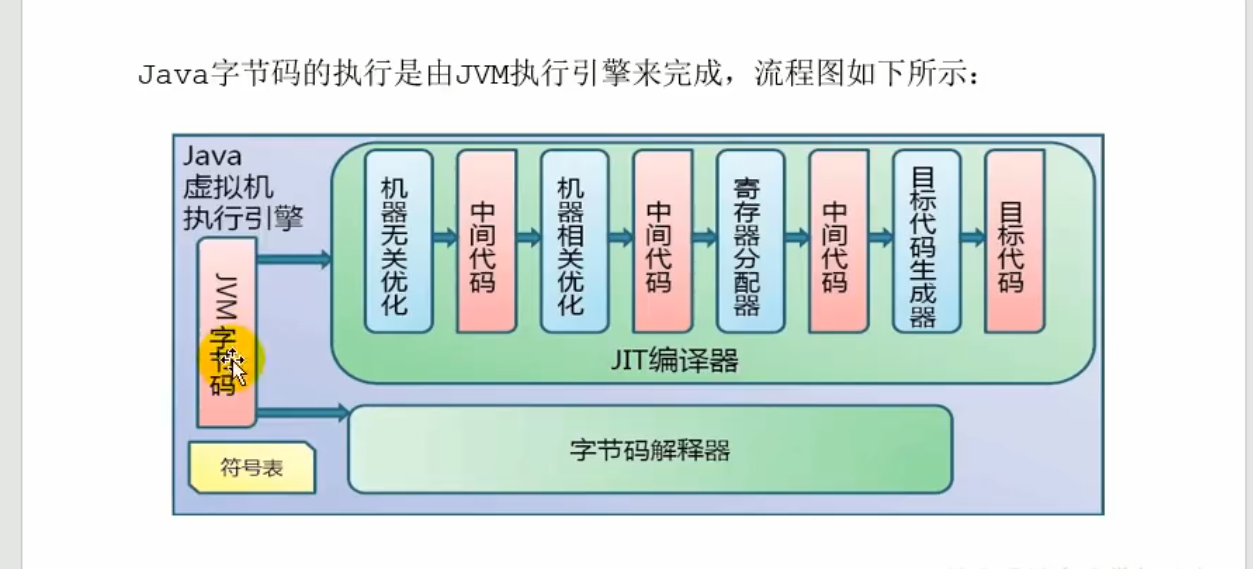 Java字节码的执行是由JVM执行引擎来完成，流程图如下所示：
Java
虚拟机
执行引擎
JVM字节码
符号表
机器无关优化
中间代码
机器相关优化
中间代码
寄存器分配器
中间代码
目标代码生成器
目标代码
JIT编译器
字节码解释器